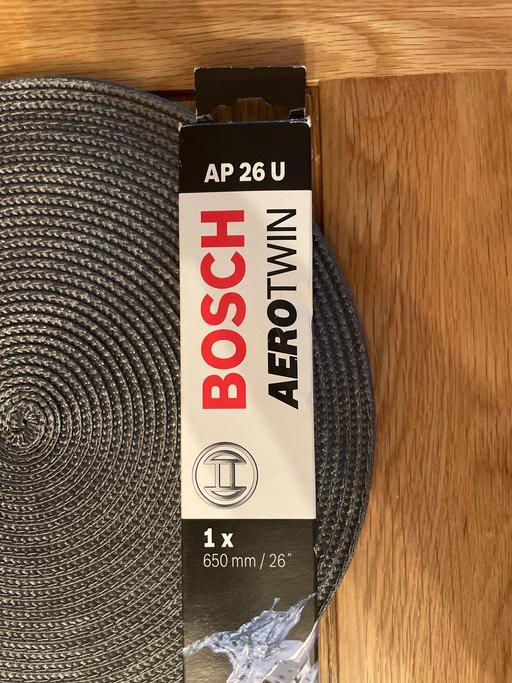 AP 26 U
BOSCH
AEROTWIN
1 x
650 mm / 26"